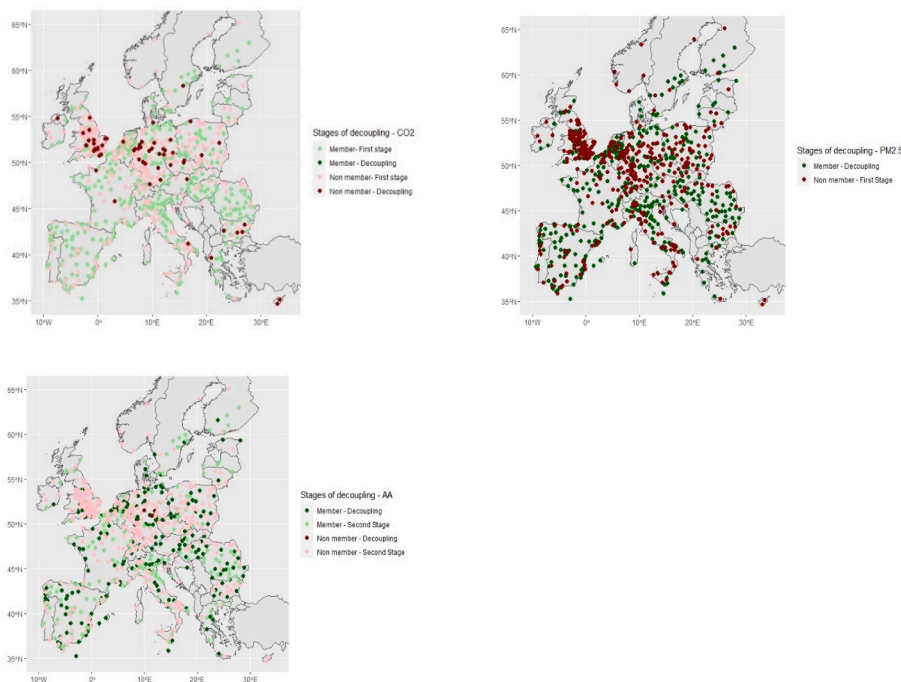 65°N
60°N
55°N
50°N
45°N
40°N
35°N
10°W
0°
10°E
20°E
30°E
Stages of decoupling - CO2
Member- First stage
Member - Decoupling
Non member- First stage
Non member - Decoupling
65°N
60°N
55°N
50°N
45°N
40°N
35°N
10°W
0°
10°E
20°E
30°E
Stages of decoupling - PM2.5
Member - Decoupling
Non member - First Stage
65°N
60°N
55°N
50°N
45°N
40°N
35°N
10°W
0°
10°E
20°E
30°E
Stages of decoupling - AA
Member - Decoupling
Member - Second Stage
Non member - Decoupling
Non member - Second Stage